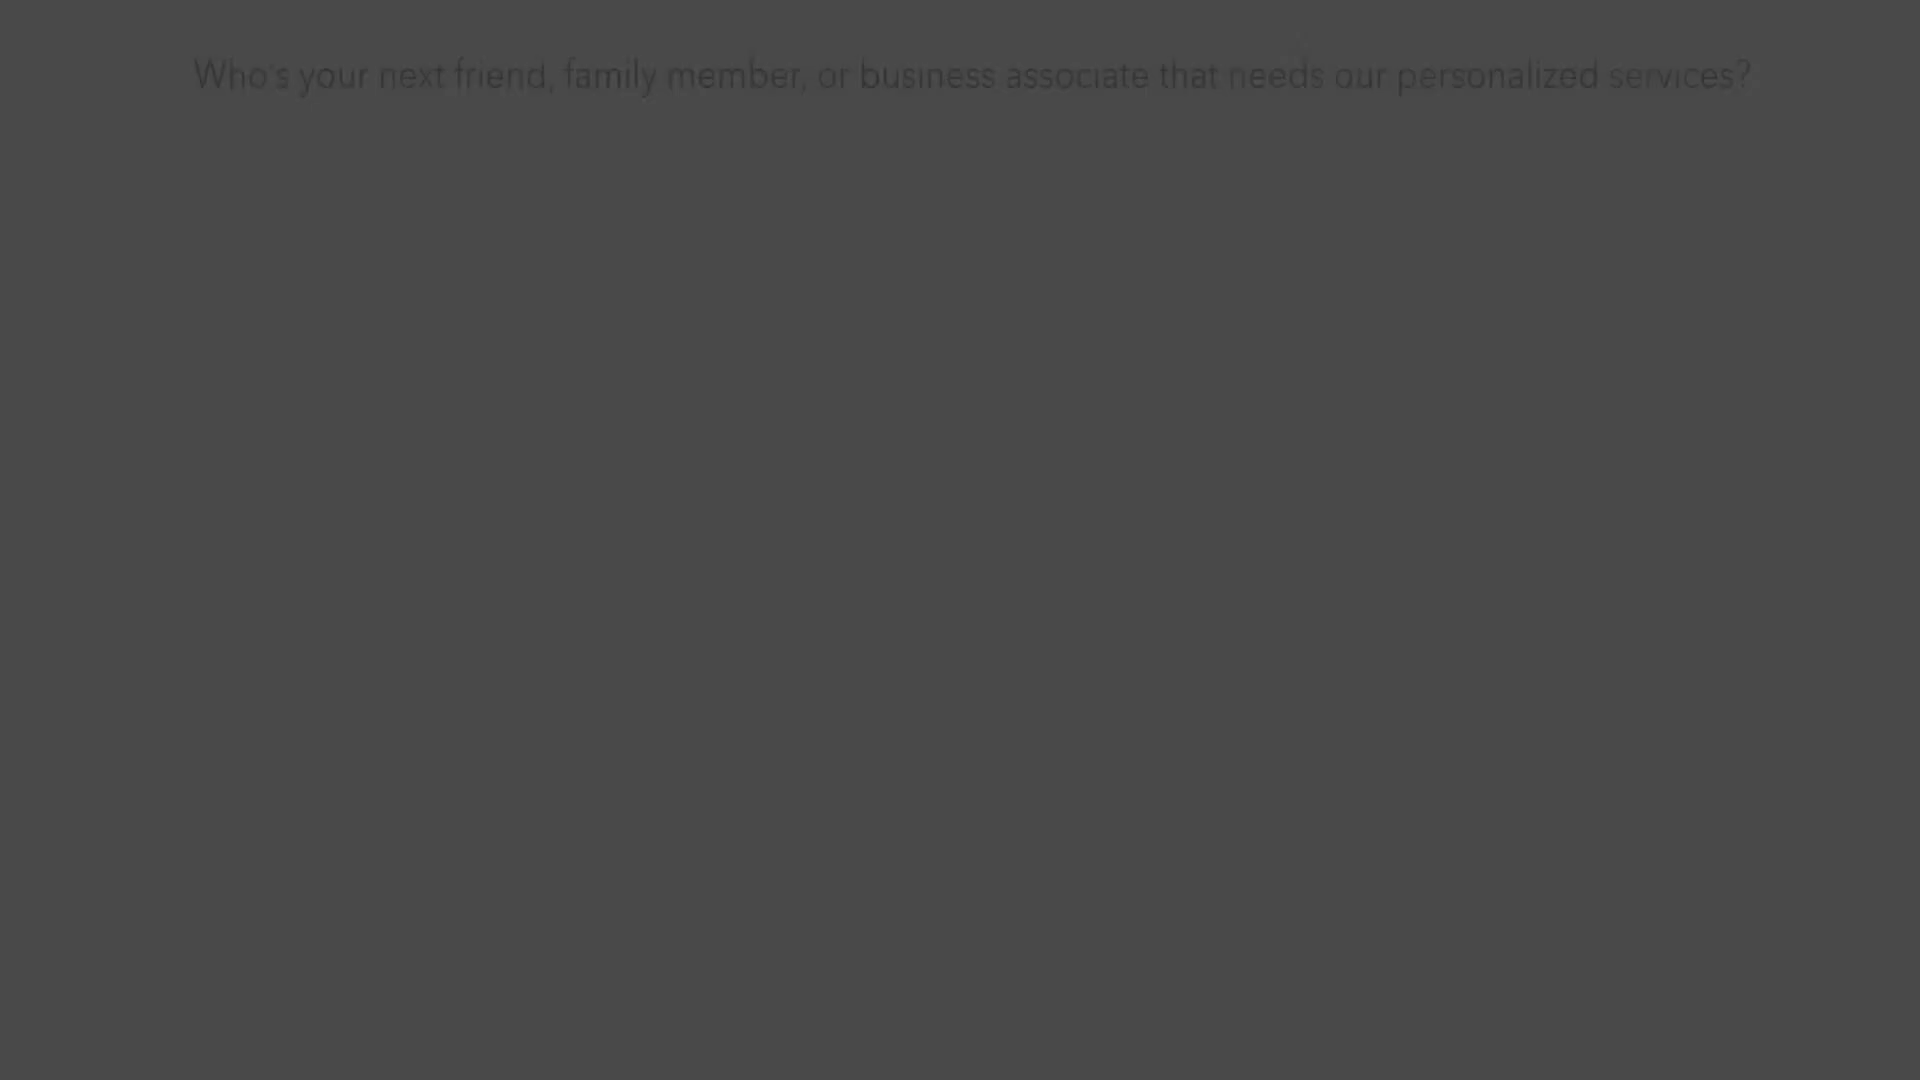 Who's your next friend, family member, or business associate that needs our personalized services?